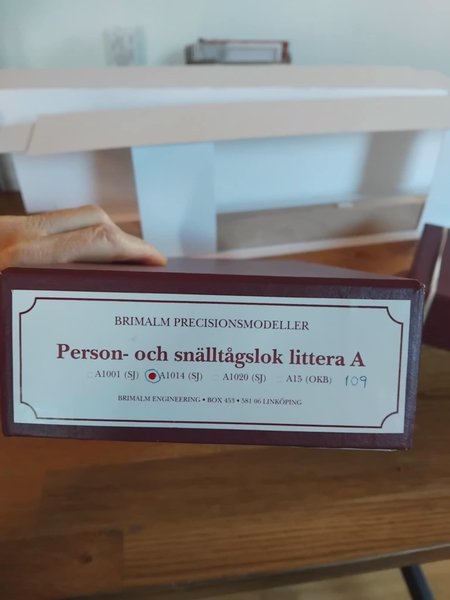 BRIMALM PRECISIONSMODELLER
Person- och snälltågslok littera A
A1001 (SJ) A1014 (SJ) A1020 (SJ) A15 (OKB) 109
BRIMALM ENGINEERING • BOX 453 • 581 06 LINKÖPING